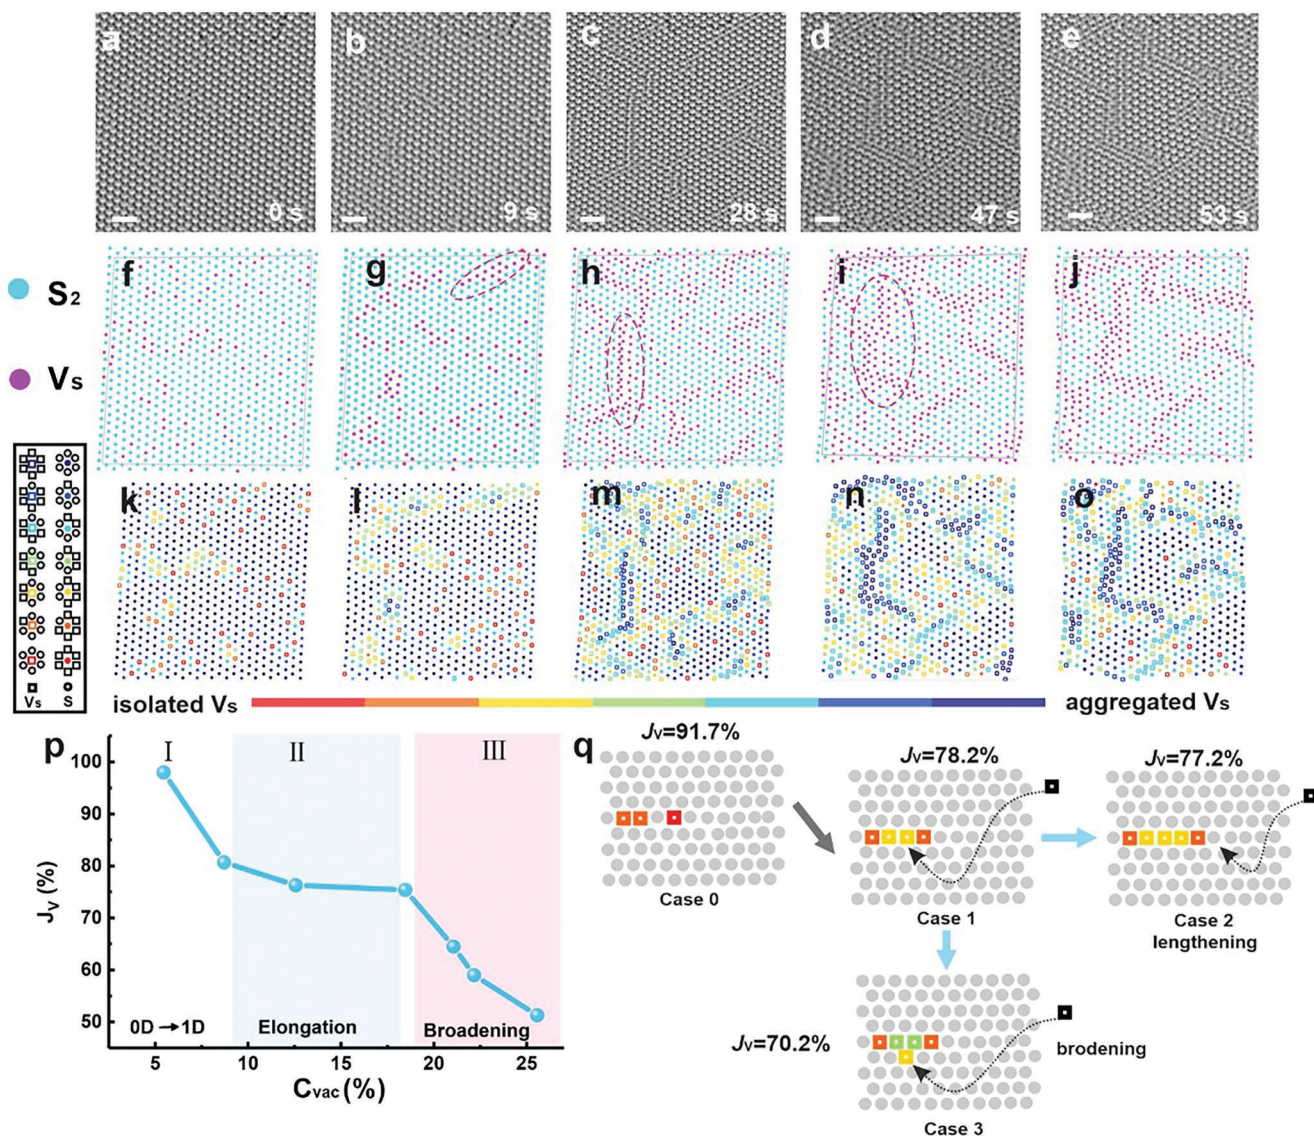 a b c d e
0 s 9 s 28 s 47 s 53 s
f g h i j
S2
Vs
k l m n o
Vs S
isolated Vs aggregated Vs
p
I II III
100
90
80
70
60
50
Jv (%)
0D →1D Elongation Broadening
5 10 15 20 25
Cvac (%)
q
Jv=91.7%
Jv=78.2%
Jv=77.2%
Case 0
Case 1
Case 2
lengthening
Jv=70.2%
brodening
Case 3